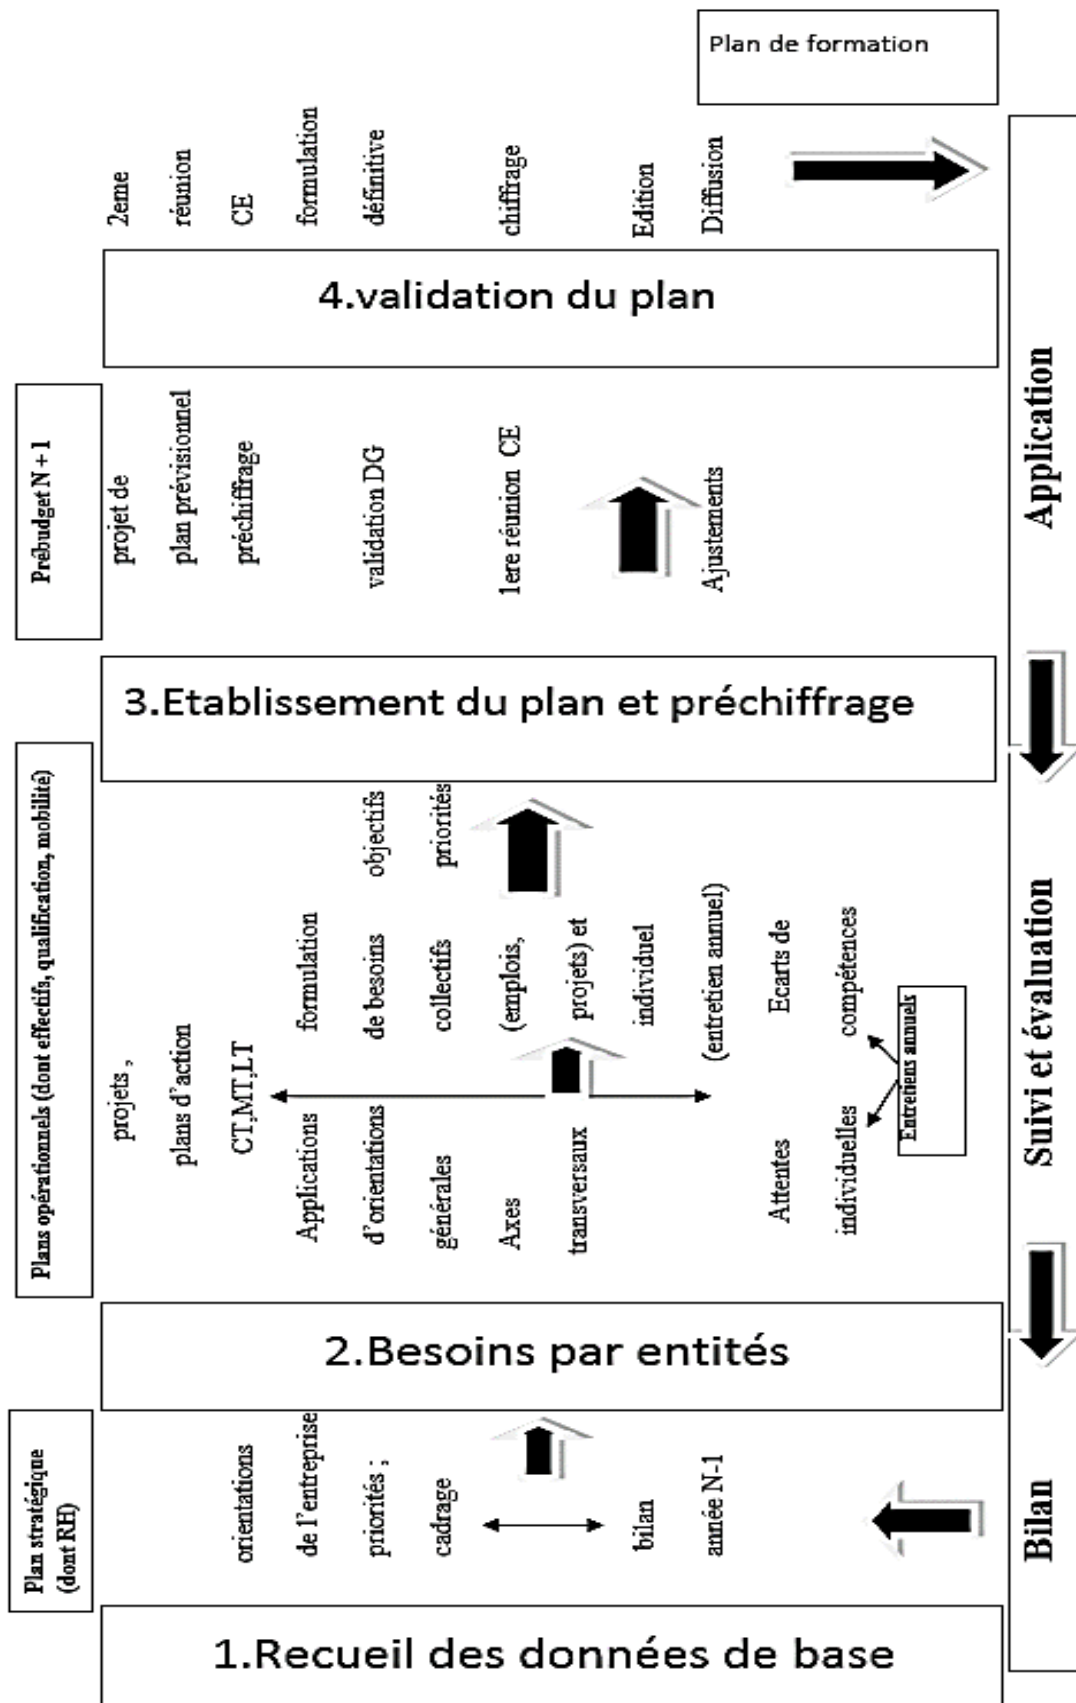 Plan stratégique
(dont RH)
1.Recueil des données de base
orientations
de l'entreprise
priorités ;
cadrage
bilan
année N-1
Plans opérationnels (dont effectifs, qualification, mobilité)
2.Besoins par entités
projets ,
plans d'action
CT,MT,LT
Applications
d'orientations
générales
Axes
transversaux
Attentes
individuelles
formulation
de besoins
collectifs
(emplois,
projets) et
individuel
(entretien annuel)
Ecarts de
compétences
Entretiens annuels
objectifs
priorités
Prébudget N + 1
3.Etablissement du plan et préchiffrage
projet de
plan prévisionnel
préchiffrage
validation DG
1ere réunion CE
Ajustements
4.validation du plan
2eme
réunion
CE
formulation
définitive
chiffrage
Edition
Diffusion
Plan de formation
Application
Suivi et évaluation
Bilan